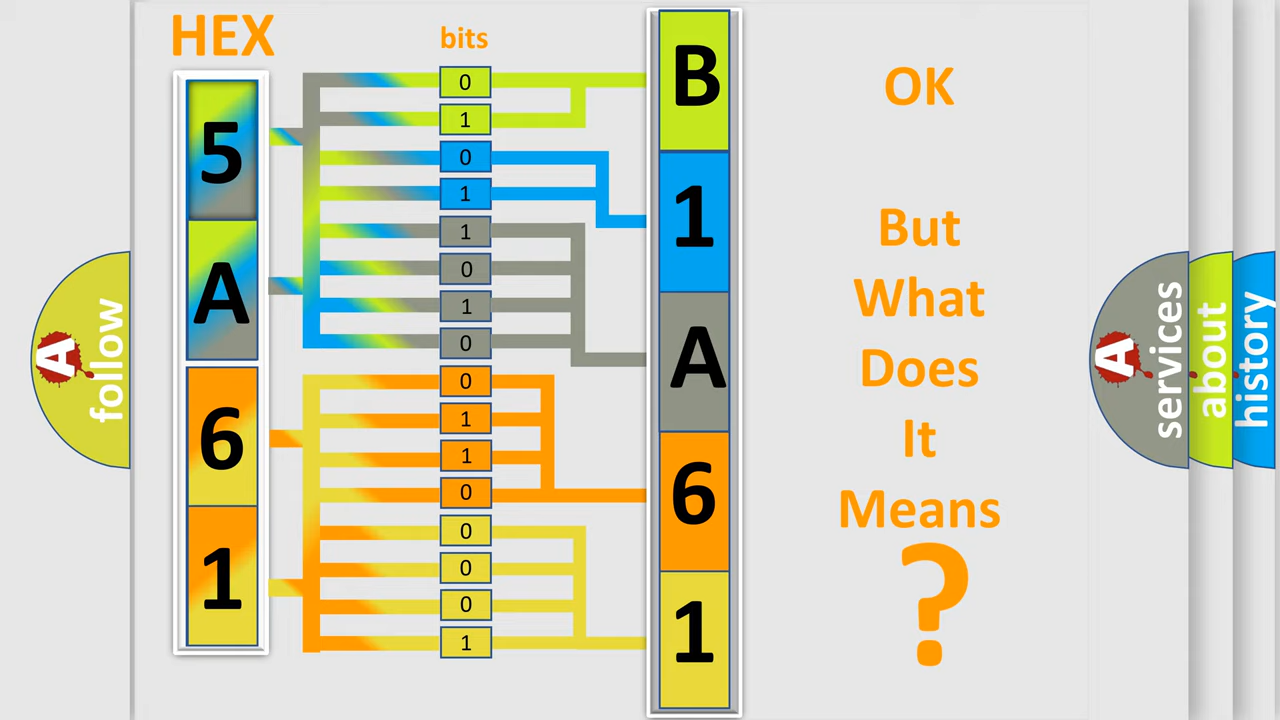 HEX
bits
5
A
6
1
0
1
0
1
1
0
1
0
0
1
1
0
0
0
0
1
B
1
A
6
1
OK
But
What
Does
It
Means
?
A
follow
A
services
about
history